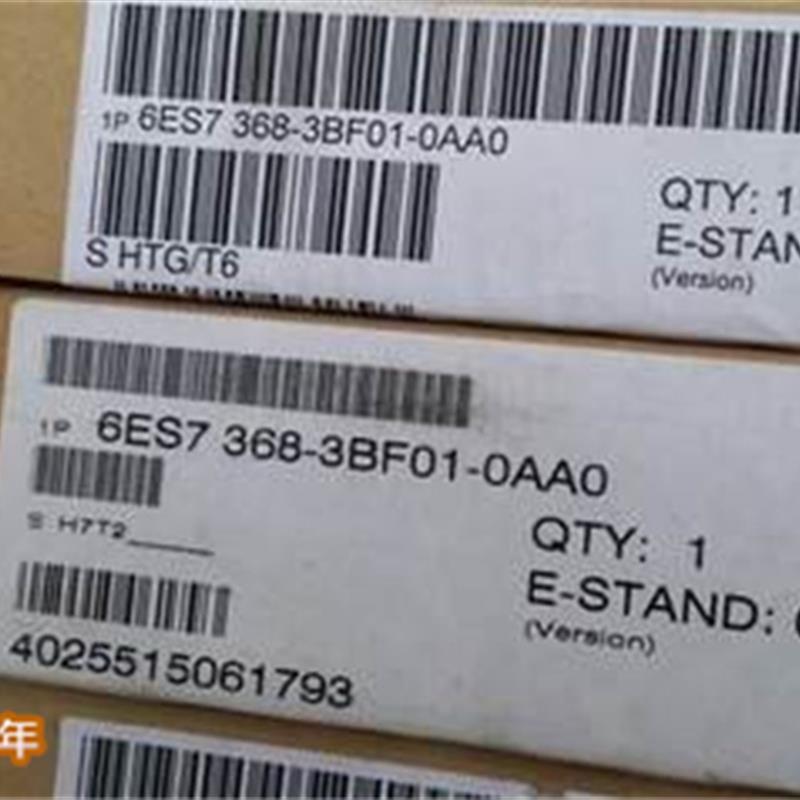 1P 6ES7 368-3BF01-0AA0
S HTG/T6
QTY: 1
E-STAN
(Version)
1P 6ES7 368-3BF01-0AA0
S H7T2_____
QTY: 1
E-STAND:
(Version)
4025515061793
年